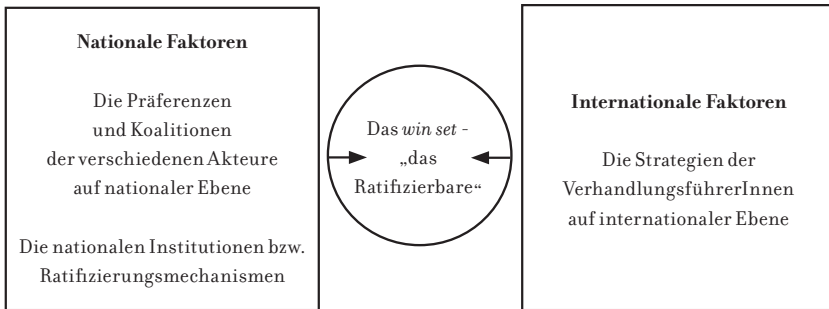 Nationale Faktoren
Die Präferenzen
und Koalitionen
der verschiedenen Akteure
auf nationaler Ebene
Die nationalen Institutionen bzw.
Ratifizierungsmechanismen
Das win set -
„das
Ratifizierbare“
Internationale Faktoren
Die Strategien der
VerhandlungsführerInnen
auf internationaler Ebene